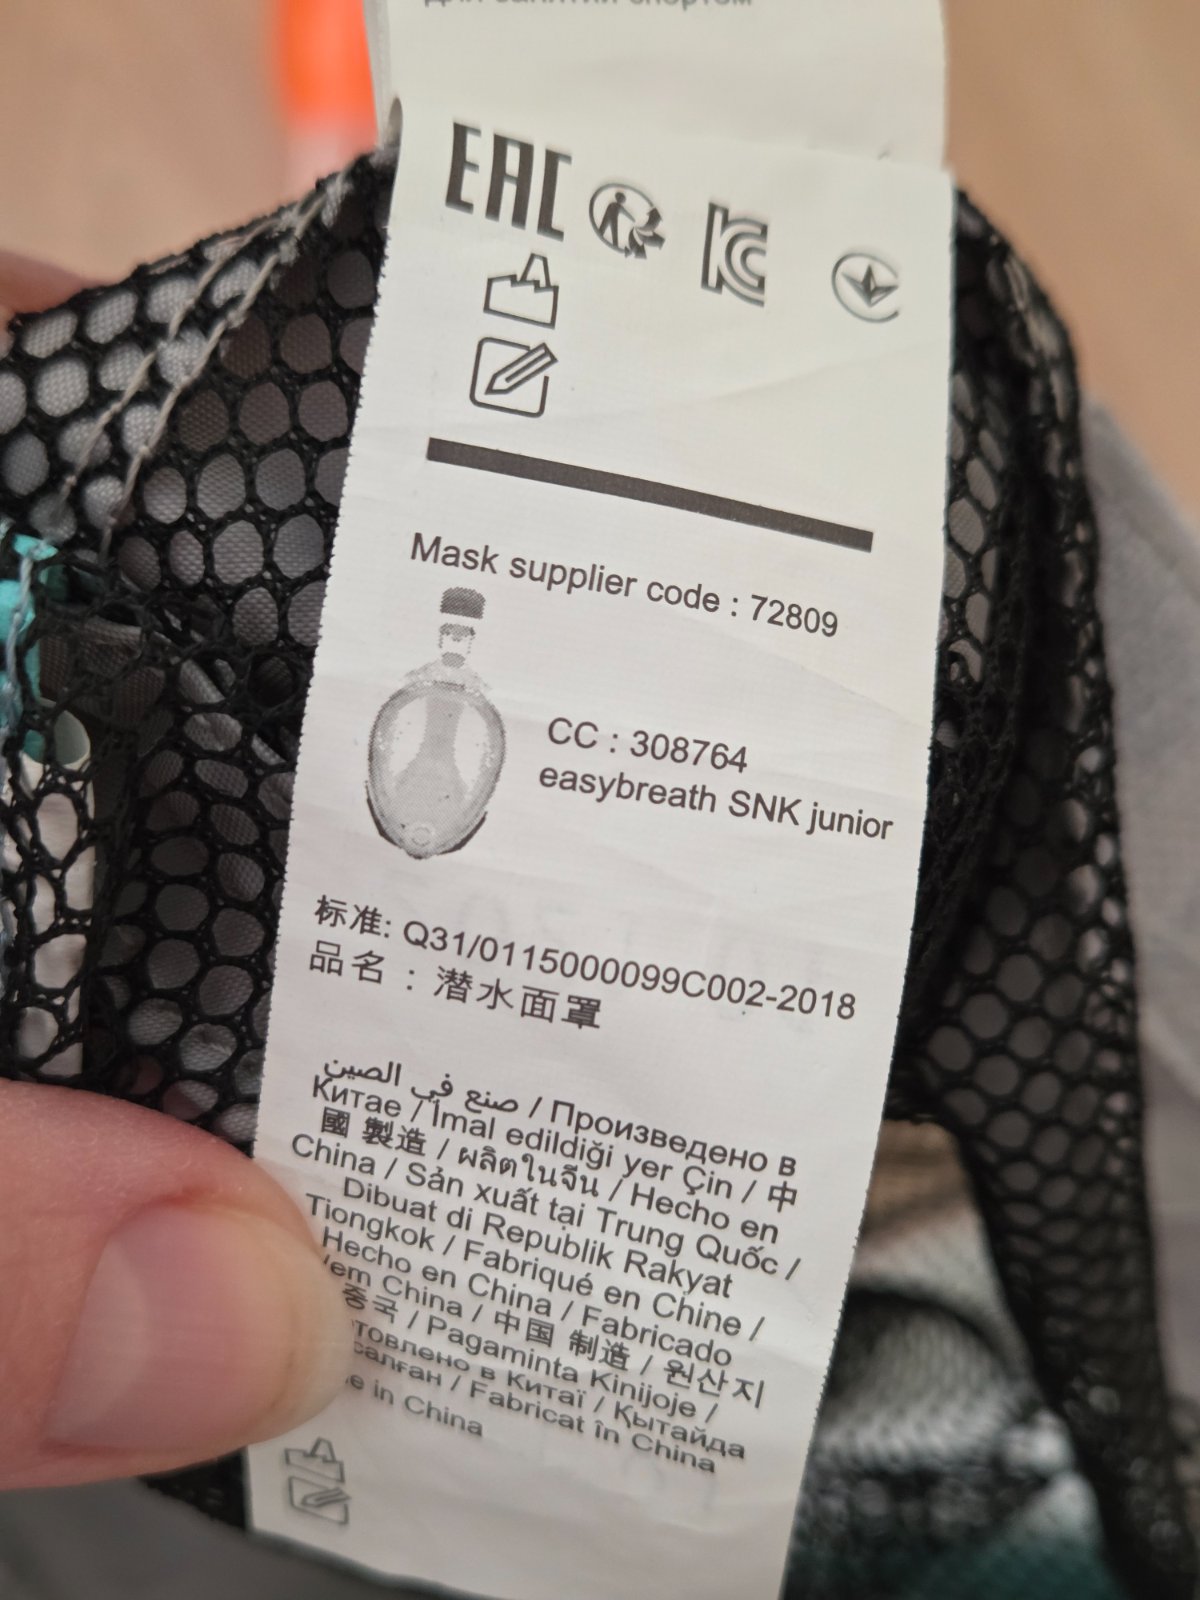 для занятий спортом
EAC
Mask supplier code : 72809
CC : 308764
easybreath SNK junior
标准: Q31/0115000099C002-2018
品名 : 潜水面罩
صنع في الصين / Произведено в
Китае / İmal edildiği yer Çin / 中
國 製造 / ผลิตในจีน / Hecho en
China / Sản xuất tại Trung Quốc /
Dibuat di Republik Rakyat
Tiongkok / Fabriqué en Chine /
Hecho en China / Fabricado
em China / 中国 制造 / 원산지
중국 / Pagaminta Kinijoje /
в Китаї / Қытайда
/ Fabricat în China
in China